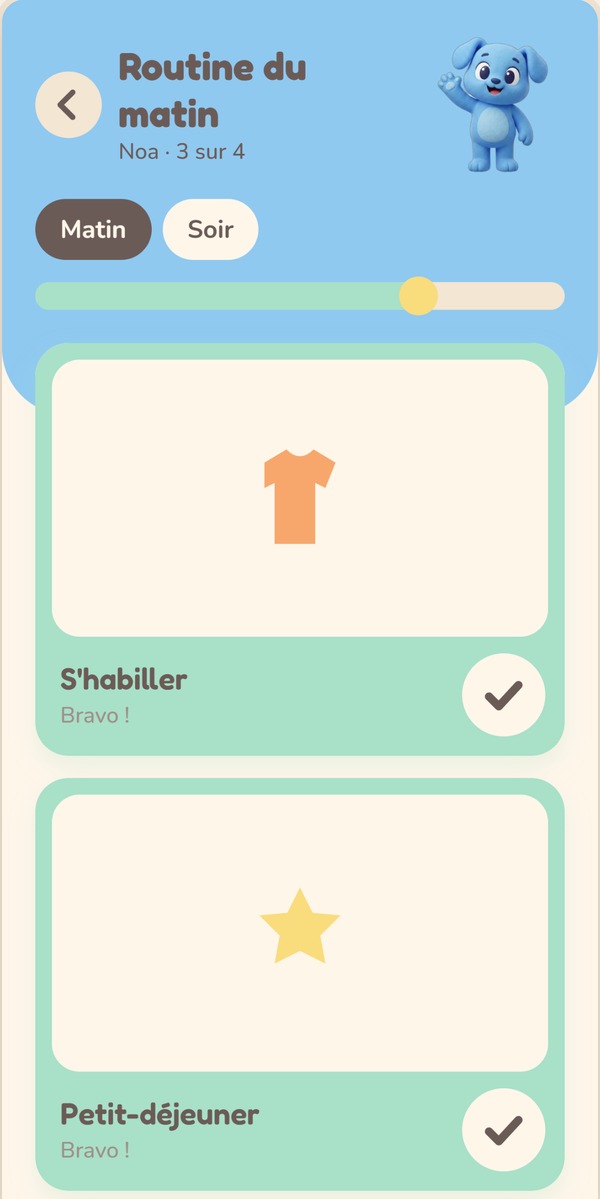 Routine du
matin
Noa · 3 sur 4
Matin
Soir
S'habiller
Bravo !
Petit-déjeuner
Bravo !